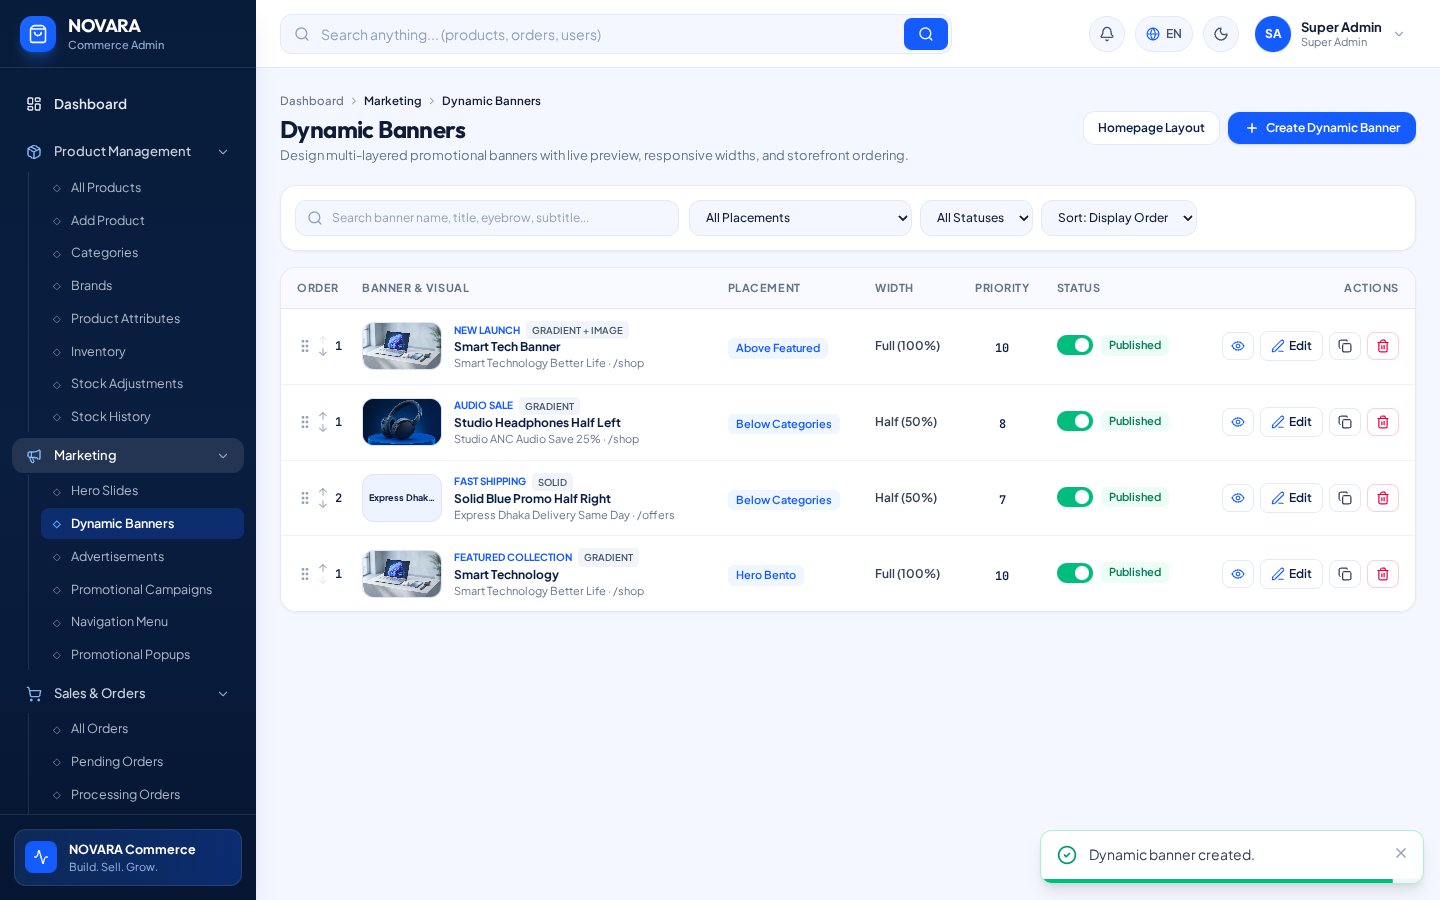 NOVARA
Commerce Admin
Search anything... (products, orders, users)
EN
SA
Super Admin
Super Admin
Dashboard
Product Management
All Products
Add Product
Categories
Brands
Product Attributes
Inventory
Stock Adjustments
Stock History
Marketing
Hero Slides
Dynamic Banners
Advertisements
Promotional Campaigns
Navigation Menu
Promotional Popups
Sales & Orders
All Orders
Pending Orders
Processing Orders
NOVARA Commerce
Build. Sell. Grow.
Dashboard > Marketing > Dynamic Banners
Dynamic Banners
Design multi-layered promotional banners with live preview, responsive widths, and storefront ordering.
Homepage Layout
Create Dynamic Banner
Search banner name, title, eyebrow, subtitle...
All Placements
All Statuses
Sort: Display Order
ORDER BANNER & VISUAL PLACEMENT WIDTH PRIORITY STATUS ACTIONS
NEW LAUNCH GRADIENT + IMAGE
1 Smart Tech Banner Above Featured Full (100%) 10 Published Edit
Smart Technology Better Life · /shop
AUDIO SALE GRADIENT
1 Studio Headphones Half Left Below Categories Half (50%) 8 Published Edit
Studio ANC Audio Save 25% · /shop
FAST SHIPPING SOLID
2 Express Dhak... Solid Blue Promo Half Right Below Categories Half (50%) 7 Published Edit
Express Dhaka Delivery Same Day · /offers
FEATURED COLLECTION GRADIENT
1 Smart Technology Hero Bento Full (100%) 10 Published Edit
Smart Technology Better Life · /shop
Dynamic banner created.